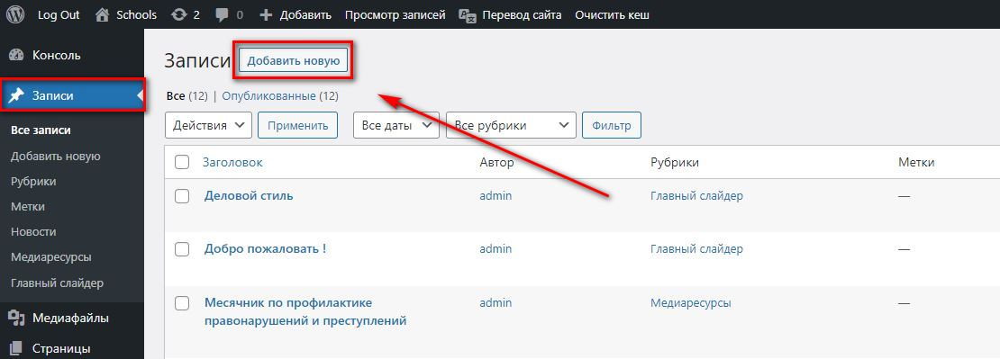 Log Out Schools 2 0 Добавить Просмотр записей Перевод сайта Очистить кеш
Консоль
Записи
Все записи
Добавить новую
Рубрики
Метки
Новости
Медиаресурсы
Главный слайдер
Медиафайлы
Страницы
Записи Добавить новую
Все (12) | Опубликованные (12)
Действия Применить Все даты Все рубрики Фильтр
Заголовок Автор Рубрики Метки
Деловой стиль admin Главный слайдер —
Добро пожаловать ! admin Главный слайдер —
Месячник по профилактике admin Медиаресурсы —
правонарушений и преступлений